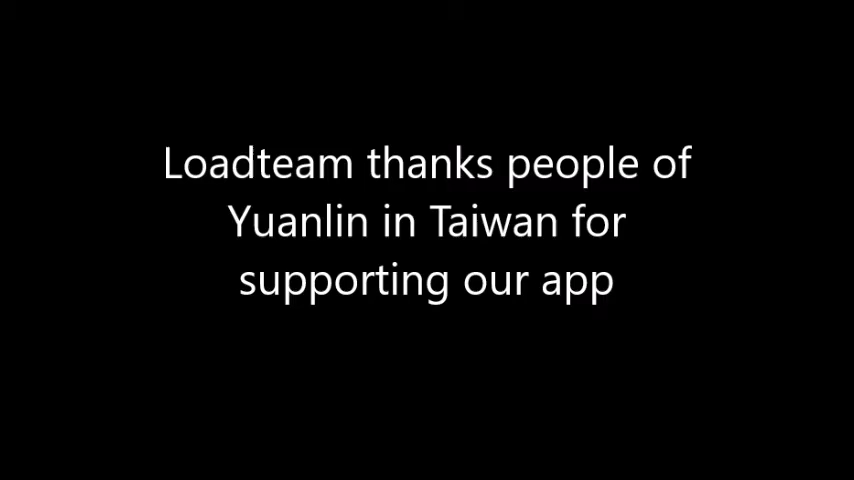 Loadteam thanks people of
Yuanlin in Taiwan for
supporting our app